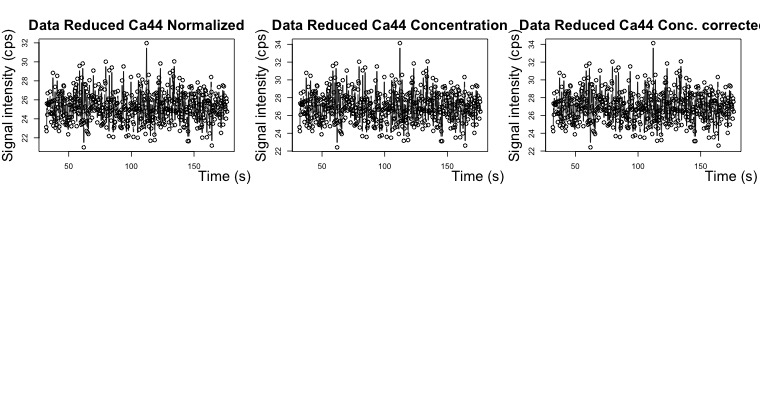 Data Reduced Ca44 Normalized
Signal intensity (cps)
22 24 26 28 30 32
50 100 150
Time (s)
Data Reduced Ca44 Concentration
Signal intensity (cps)
22 24 26 28 30 32 34
50 100 150
Time (s)
Data Reduced Ca44 Conc. corrected
Signal intensity (cps)
22 24 26 28 30 32 34
50 100 150
Time (s)